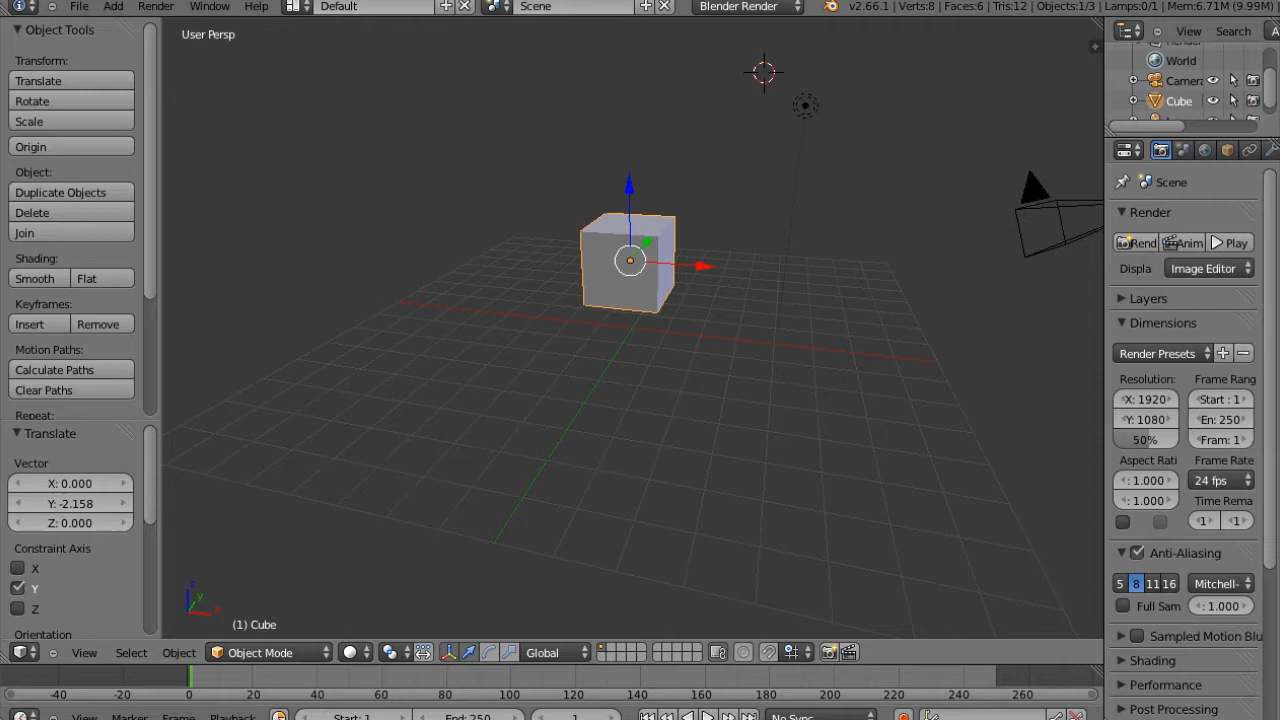 File Add Render Window Help Default Scene Blender Render v2.66.1 | Verts:8 | Faces:6 | Tris:12 | Objects:1/3 | Lamps:0/1 | Mem:6.71M (9.99M) |
Object Tools
Transform:
Translate
Rotate
Scale
Origin
Object:
Duplicate Objects
Delete
Join
Shading:
Smooth Flat
Keyframes:
Insert Remove
Motion Paths:
Calculate Paths
Clear Paths
Repeat:
Translate
Vector
X: 0.000
Y: -2.158
Z: 0.000
Constraint Axis
X
Y
Z
Orientation
User Persp
z
y
x
(1) Cube
View Select Object Object Mode Global
-40 -20 0 20 40 60 80 100 120 140 160 180 200 220 240 260
View Marker Frame Playback Start: 1 End: 250 1 No Sync
View Search
World
Camera
Cube
Scene
Render
Rend Anim Play
Displa Image Editor
Layers
Dimensions
Render Presets
Resolution: Frame Rang
X: 1920 Start : 1
Y: 1080 En: 250
50% Fram: 1
Aspect Rati Frame Rate
: 1.000 24 fps
: 1.000 Time Rema
1 1
Anti-Aliasing
5 8 11 16 Mitchell-
Full Sam : 1.000
Sampled Motion Blu
Shading
Performance
Post Processing